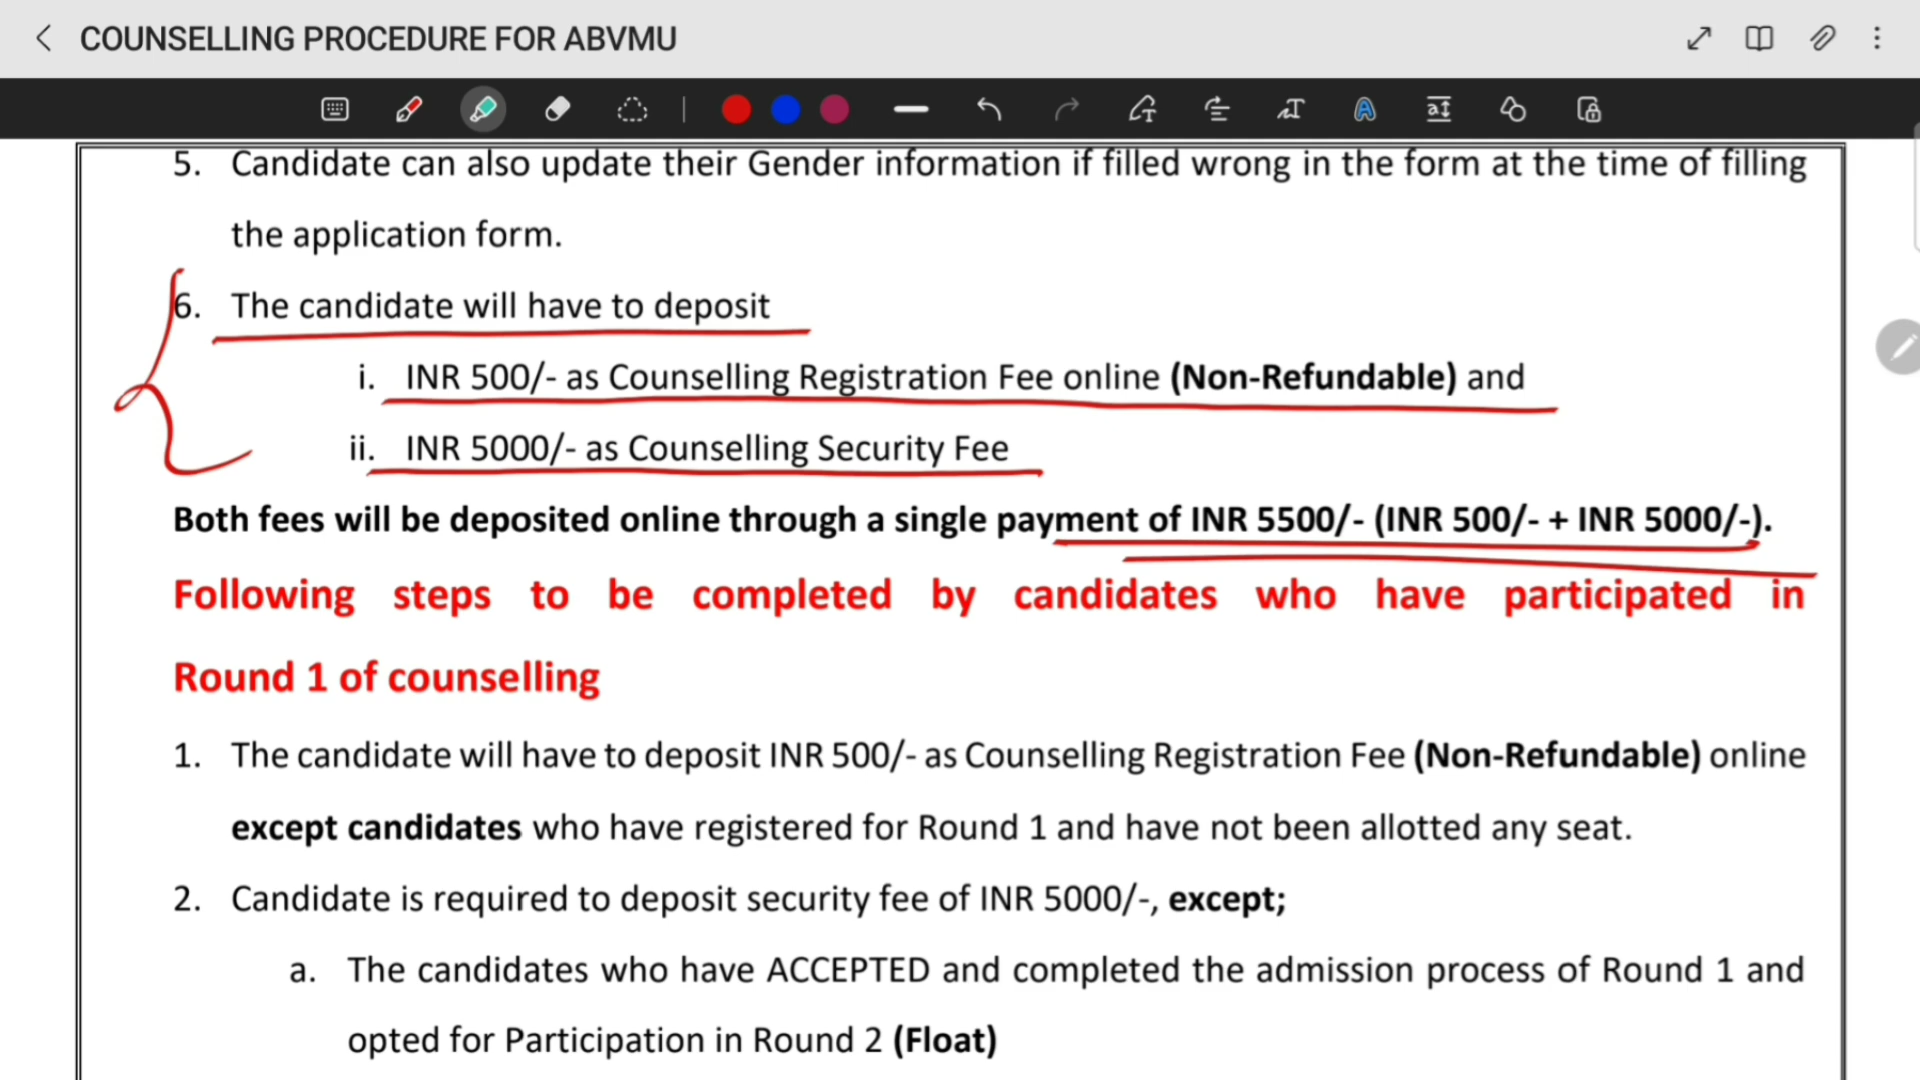 COUNSELLING PROCEDURE FOR ABVMU
5. Candidate can also update their Gender information if filled wrong in the form at the time of filling
the application form.
6. The candidate will have to deposit
i. INR 500/- as Counselling Registration Fee online (Non-Refundable) and
ii. INR 5000/- as Counselling Security Fee
Both fees will be deposited online through a single payment of INR 5500/- (INR 500/- + INR 5000/-).
Following steps to be completed by candidates who have participated in
Round 1 of counselling
1. The candidate will have to deposit INR 500/- as Counselling Registration Fee (Non-Refundable) online
except candidates who have registered for Round 1 and have not been allotted any seat.
2. Candidate is required to deposit security fee of INR 5000/-, except;
a. The candidates who have ACCEPTED and completed the admission process of Round 1 and
opted for Participation in Round 2 (Float)